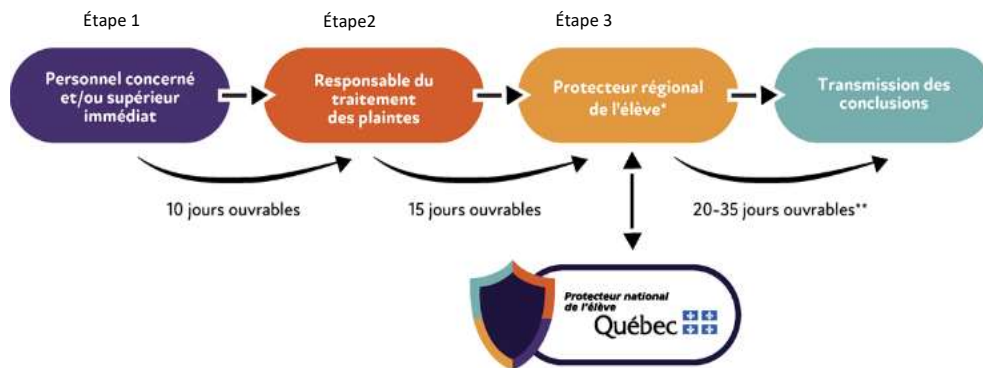 Étape 1
Étape2
Étape 3
Personnel concerné
et/ou supérieur
immédiat
Responsable du
traitement
des plaintes
Protecteur régional
de l'élève*
Transmission des
conclusions
10 jours ouvrables
15 jours ouvrables
20-35 jours ouvrables**
Protecteur national
de l'élève
Québec